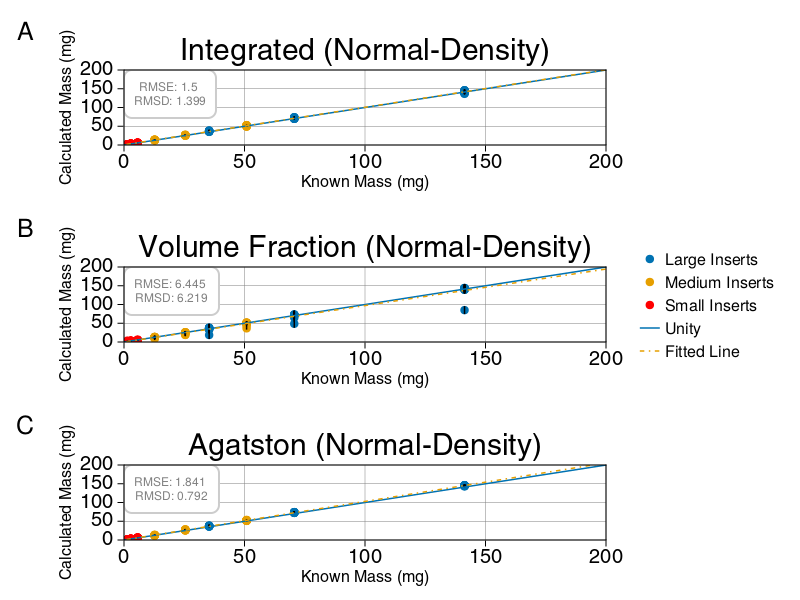 A
Integrated (Normal-Density)
Calculated Mass (mg)
200
150
100
50
0
RMSE: 1.5
RMSD: 1.399
0
50
100
150
200
Known Mass (mg)
B
Volume Fraction (Normal-Density)
Calculated Mass (mg)
200
150
100
50
0
RMSE: 6.445
RMSD: 6.219
0
50
100
150
200
Known Mass (mg)
Large Inserts
Medium Inserts
Small Inserts
Unity
Fitted Line
C
Agatston (Normal-Density)
Calculated Mass (mg)
200
150
100
50
0
RMSE: 1.841
RMSD: 0.792
0
50
100
150
200
Known Mass (mg)